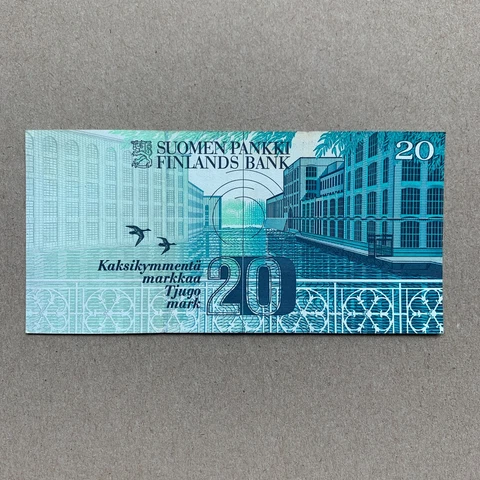 SUOMEN PANKKI
FINLANDS BANK
20
Kaksikymmentä
markkaa
Tjugo
mark
20